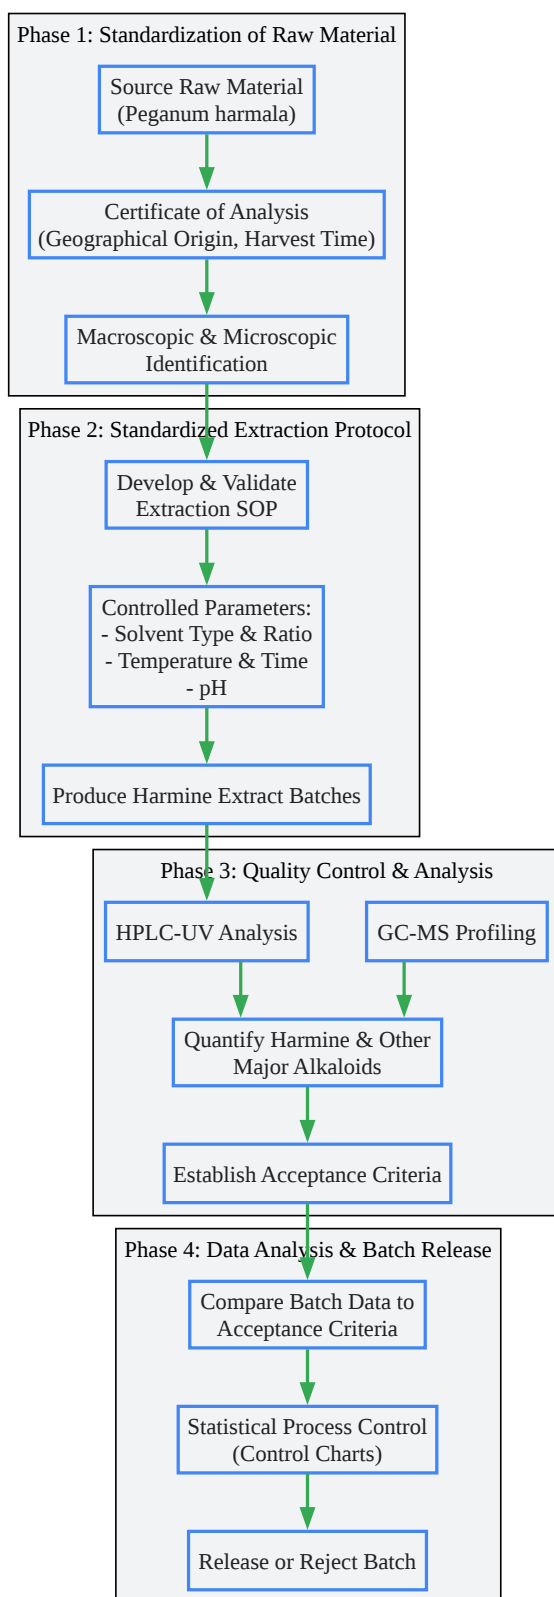 Phase 1: Standardization of Raw Material
Source Raw Material
(Peganum harmala)
Certificate of Analysis
(Geographical Origin, Harvest Time)
Macroscopic & Microscopic
Identification
Phase 2: Standardized Extraction Protocol
Develop & Validate
Extraction SOP
Controlled Parameters:
- Solvent Type & Ratio
- Temperature & Time
- pH
Produce Harmine Extract Batches
Phase 3: Quality Control & Analysis
HPLC-UV Analysis
GC-MS Profiling
Quantify Harmine & Other
Major Alkaloids
Establish Acceptance Criteria
Phase 4: Data Analysis & Batch Release
Compare Batch Data to
Acceptance Criteria
Statistical Process Control
(Control Charts)
Release or Reject Batch